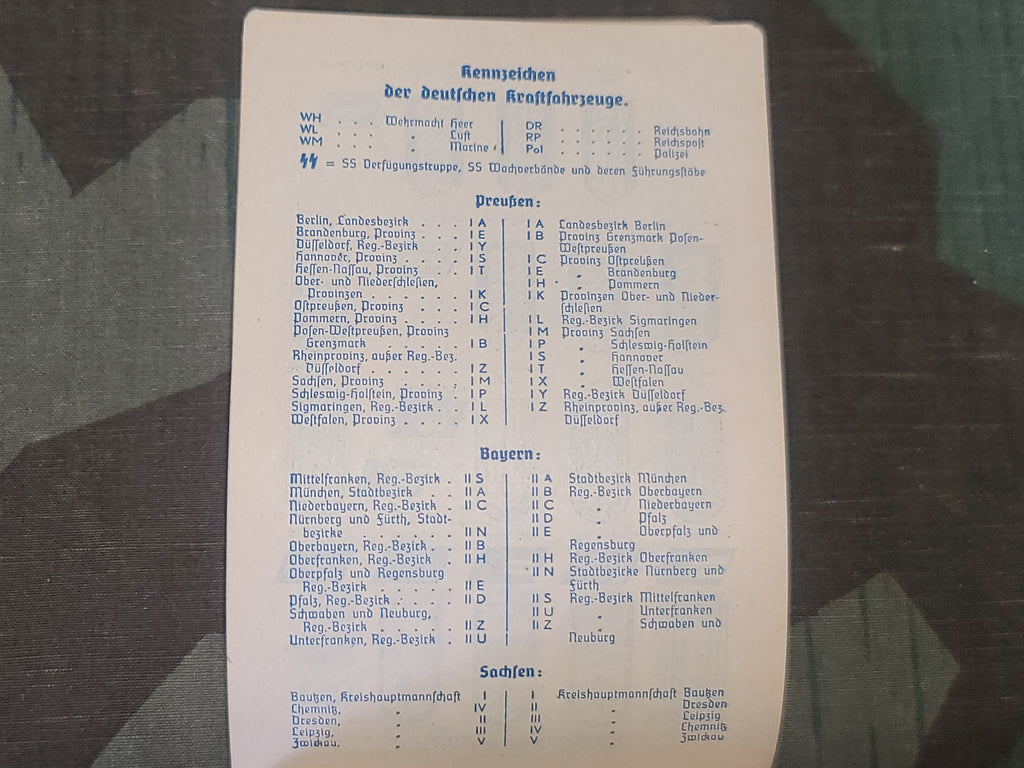 Kennzeichen
der deutschen Kraftfahrzeuge.
WH . . . Wehrmacht Heer
WL . . . „ Luft
WM . . . „ Marine
DR . . . . . . Reichsbahn
RP . . . . . . Reichspost
Pol . . . . . . Polizei
SS = SS Verfügungstruppe, SS Wachverbände und deren Führungsstäbe
Preußen:
Berlin, Landesbezirk . . . . I A
Brandenburg, Provinz . . . . I E
Düsseldorf, Reg.-Bezirk . . . I Y
Hannover, Provinz . . . . . I S
Hessen-Nassau, Provinz . . . . I T
Ober- und Niederschlesien,
Provinzen . . . . . . I K
Ostpreußen, Provinz . . . . I C
Pommern, Provinz . . . . . I H
Posen-Westpreußen, Provinz
Grenzmark . . . . . I B
Rheinprovinz, außer Reg.-Bez.
Düsseldorf . . . . . I Z
Sachsen, Provinz . . . . . I M
Schleswig-Holstein, Provinz . . I P
Sigmaringen, Reg.-Bezirk . . . I L
Westfalen, Provinz . . . . . I X
I A Landesbezirk Berlin
I B Provinz Grenzmark Posen-
Westpreußen
I C Provinz Ostpreußen
I E „ Brandenburg
I H „ Pommern
I K Provinzen Ober- und Nieder-
schlesien
I L Reg.-Bezirk Sigmaringen
I M Provinz Sachsen
I P „ Schleswig-Holstein
I S „ Hannover
I T „ Hessen-Nassau
I X „ Westfalen
I Y Reg.-Bezirk Düsseldorf
I Z Rheinprovinz, außer Reg.-Bez.
Düsseldorf
Bayern:
Mittelfranken, Reg.-Bezirk . II S
München, Stadtbezirk . . II A
Niederbayern, Reg.-Bezirk . . II C
Nürnberg und Fürth, Stadt-
bezirke . . . . . . II N
Oberbayern, Reg.-Bezirk . . II B
Oberfranken, Reg.-Bezirk . . II H
Oberpfalz und Regensburg
Reg.-Bezirk . . . . II E
Pfalz, Reg.-Bezirk . . . . . II D
Schwaben und Neuburg,
Reg.-Bezirk . . . . . II Z
Unterfranken, Reg.-Bezirk . II U
II A Stadtbezirk München
II B Reg.-Bezirk Oberbayern
II C „ Niederbayern
II D „ Pfalz
II E „ Oberpfalz und
Regensburg
II H Reg.-Bezirk Oberfranken
II N Stadtbezirke Nürnberg und
Fürth
II S Reg.-Bezirk Mittelfranken
II U „ Unterfranken
II Z „ Schwaben und
Neuburg
Sachsen:
Bautzen, Kreishauptmannschaft I
Chemnitz, „ IV
Dresden, „ II
Leipzig, „ III
Zwickau, „ V
I Kreishauptmannschaft Bautzen
II „ Dresden
III „ Leipzig
IV „ Chemnitz
V „ Zwickau